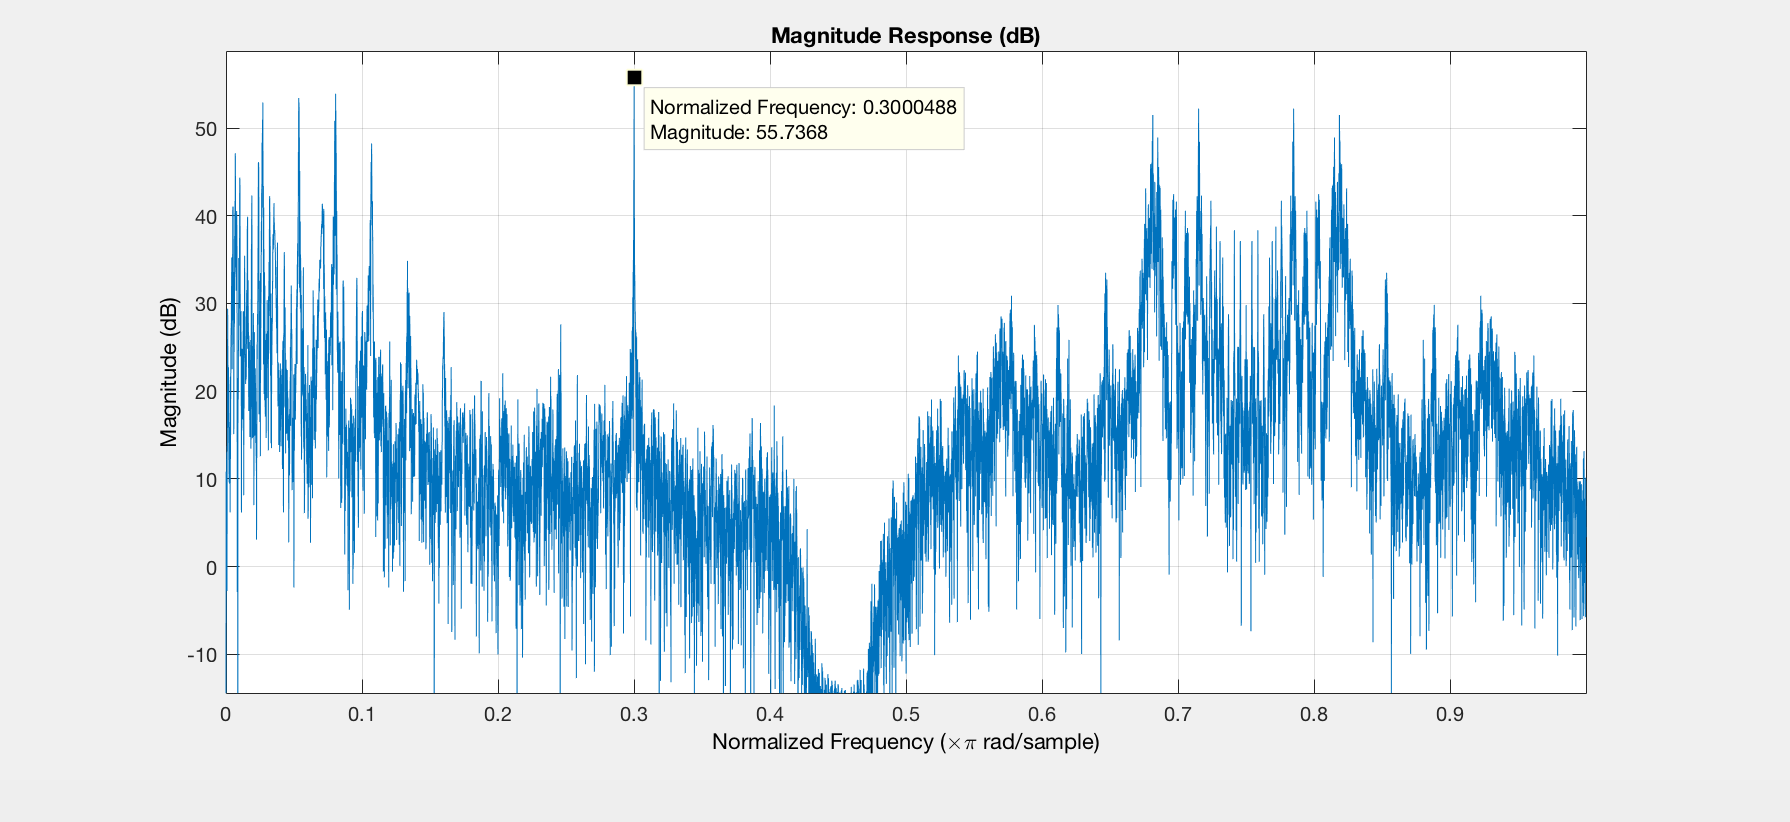 Magnitude Response (dB)
Normalized Frequency: 0.3000488
Magnitude: 55.7368
50
40
30
20
10
0
-10
Magnitude (dB)
0 0.1 0.2 0.3 0.4 0.5 0.6 0.7 0.8 0.9
Normalized Frequency (×π rad/sample)